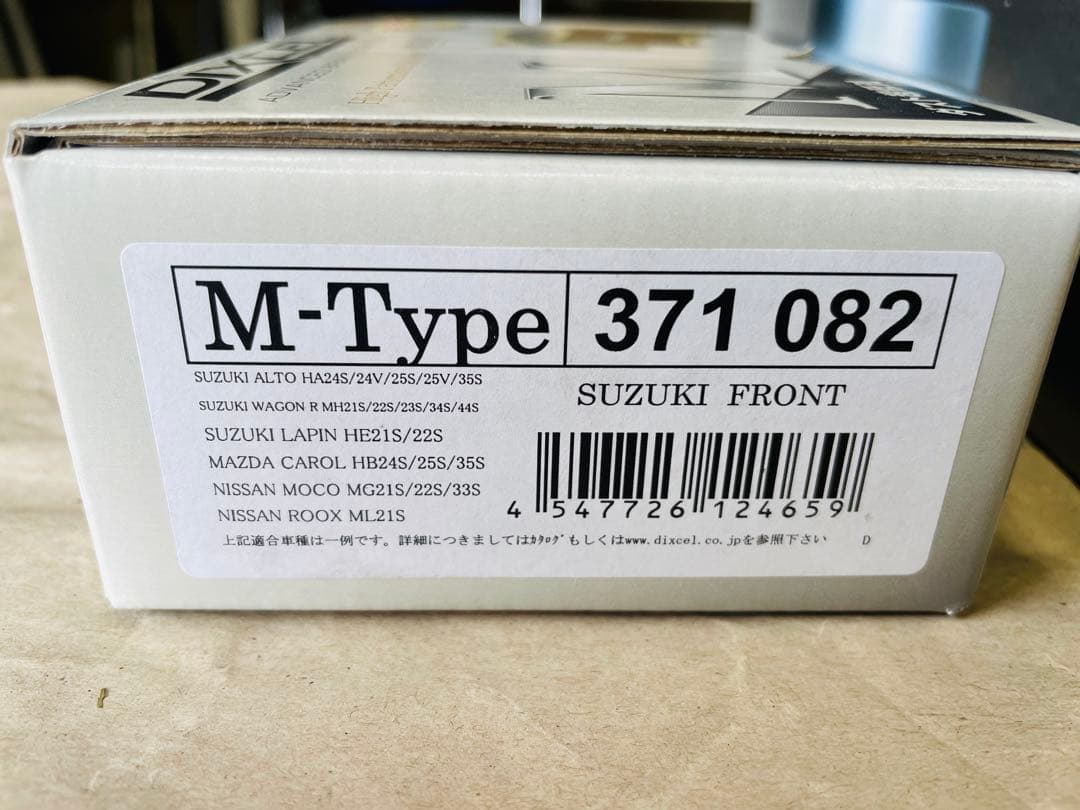 DIXCEL
M-Type 371 082
SUZUKI ALTO HA24S/24V/25S/25V/35S
SUZUKI WAGON R MH21S/22S/23S/34S/44S
SUZUKI LAPIN HE21S/22S
MAZDA CAROL HB24S/25S/35S
NISSAN MOCO MG21S/22S/33S
NISSAN ROOX ML21S
SUZUKI FRONT
4 547726 124659
上記適合車種は一例です。詳細につきましてはｶﾀﾛｸﾞもしくはwww.dixcel.co.jpを参照下さい D